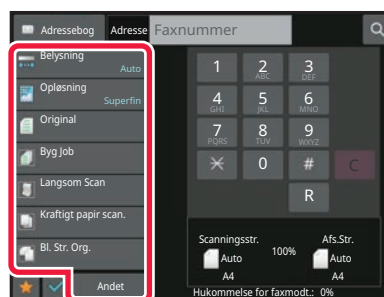 Adressebog
Adresse
Faxnummer
Belysning
Auto
Opløsning
Superfin
Original
Byg Job
Langsom Scan
Kraftigt papir scan.
Bl. Str. Org.
Andet
1
2
ABC
3
DEF
4
GHI
5
JKL
6
MNO
7
PQRS
8
TUV
9
WXYZ
0
#
C
R
Scanningsstr.
Afs.Str.
Auto
100%
Auto
A4
A4
Hukommelse for faxmodt.: 0%